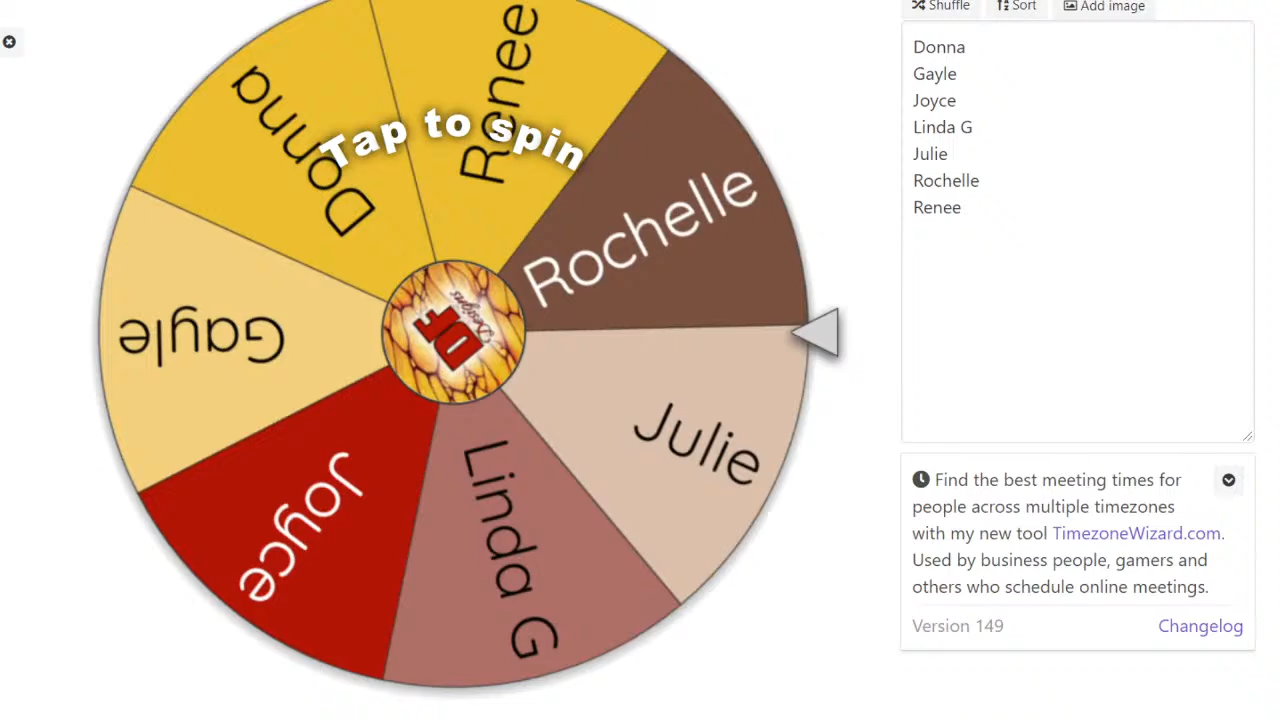 Shuffle
Sort
Add image
Donna
Gayle
Joyce
Linda G
Julie
Rochelle
Renee
Tap to spin
Renee
Donna
Rochelle
Gayle
Julie
Joyce
Linda G
DF
Designs
Find the best meeting times for
people across multiple timezones
with my new tool TimezoneWizard.com.
Used by business people, gamers and
others who schedule online meetings.
Version 149
Changelog